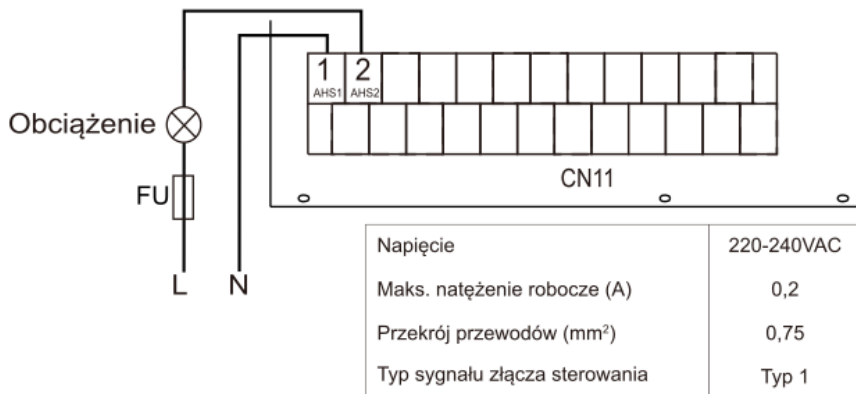 1 2
AHS1 AHS2
Obciążenie
CN11
FU
L N
Napięcie 220-240VAC
Maks. natężenie robocze (A) 0,2
Przekrój przewodów (mm²) 0,75
Typ sygnału złącza sterowania Typ 1